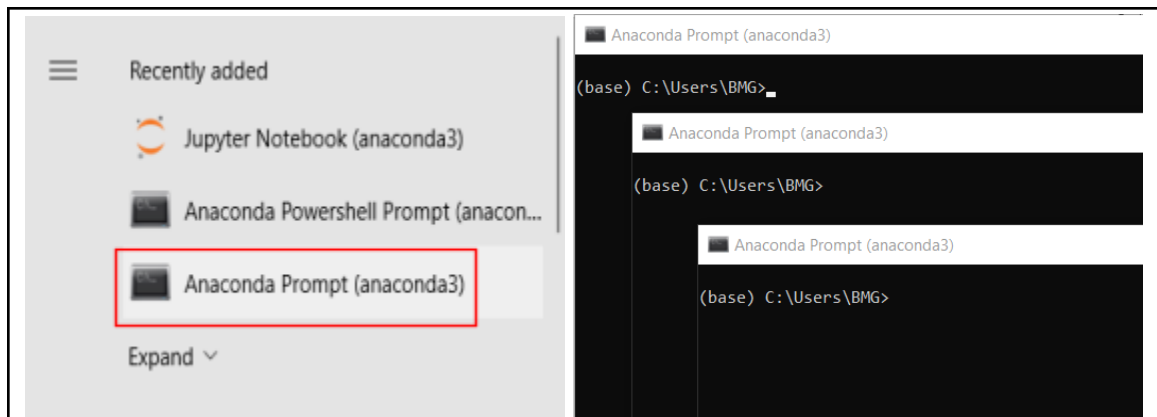 Recently added
Jupyter Notebook (anaconda3)
Anaconda Powershell Prompt (anacon...
Anaconda Prompt (anaconda3)
Expand
Anaconda Prompt (anaconda3)
(base) C:\Users\BMG>
Anaconda Prompt (anaconda3)
(base) C:\Users\BMG>
Anaconda Prompt (anaconda3)
(base) C:\Users\BMG>